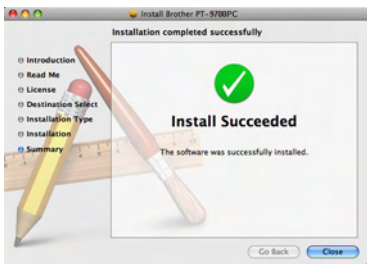 Install Brother PT-9700PC
Installation completed successfully
Introduction
Read Me
License
Destination Select
Installation Type
Installation
Summary
Install Succeeded
The software was successfully installed.
Go Back
Close